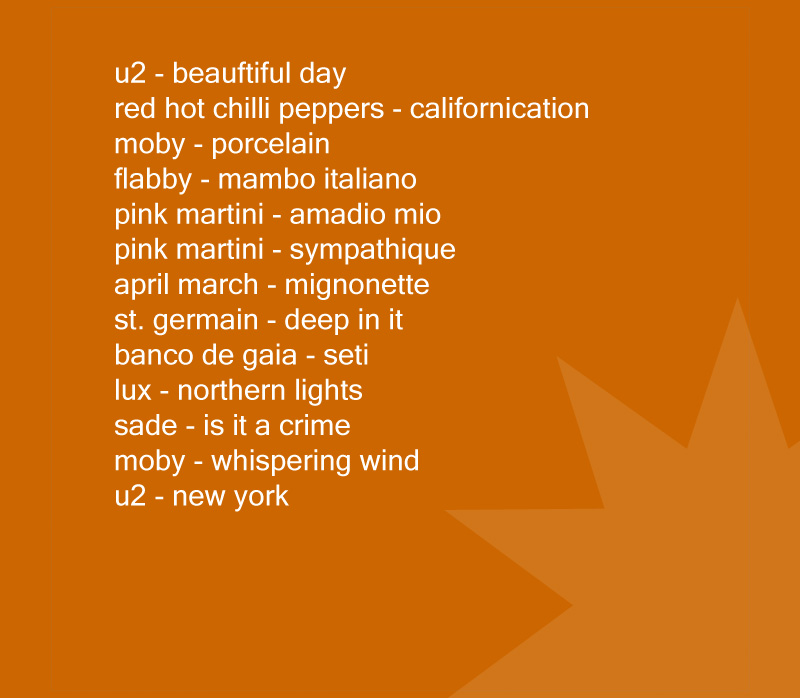 u2 - beauftiful day
red hot chilli peppers - californication
moby - porcelain
flabby - mambo italiano
pink martini - amadio mio
pink martini - sympathique
april march - mignonette
st. germain - deep in it
banco de gaia - seti
lux - northern lights
sade - is it a crime
moby - whispering wind
u2 - new york